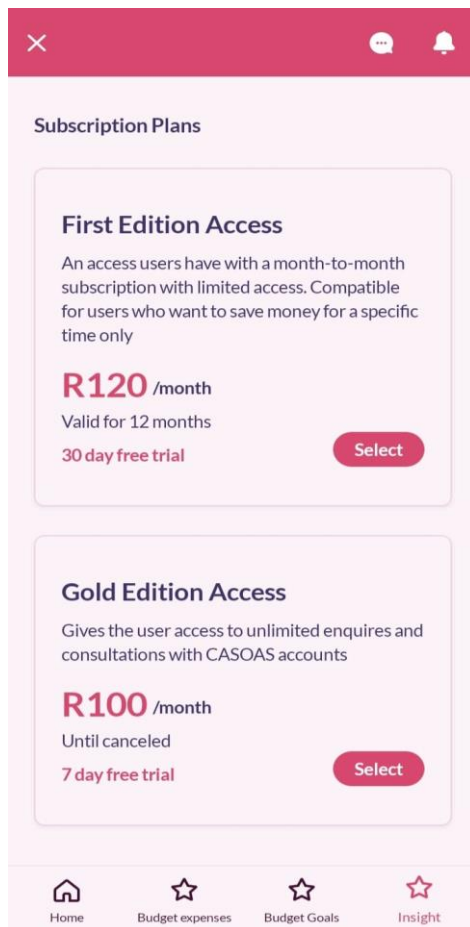 Subscription Plans
First Edition Access
An access users have with a month-to-month
subscription with limited access. Compatible
for users who want to save money for a specific
time only
R120 /month
Valid for 12 months
30 day free trial
Select
Gold Edition Access
Gives the user access to unlimited enquires and
consultations with CASOAS accounts
R100 /month
Until canceled
7 day free trial
Select
Home
Budget expenses
Budget Goals
Insight